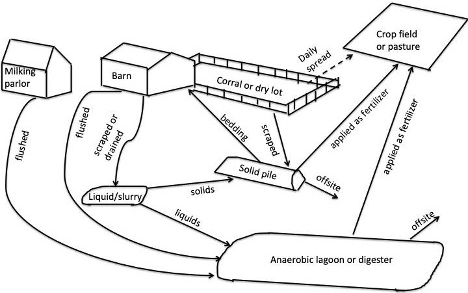 Crop field
or pasture
Daily
spread
Milking
parlor
Barn
Corral or dry lot
flushed
flushed
scraped or
drained
bedding
scraped
applied as fertilizer
applied as fertilizer
Solid pile
offsite
Liquid/slurry
solids
liquids
offsite
Anaerobic lagoon or digester